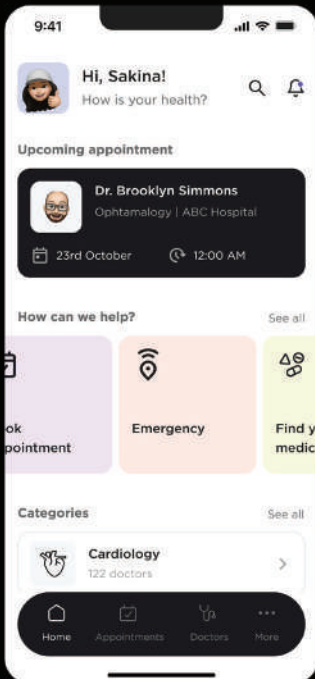 9:41
Hi, Sakina!
How is your health?
Upcoming appointment
Dr. Brooklyn Simmons
Ophtamalogy | ABC Hospital
23rd October
12:00 AM
How can we help?
See all
ok
pointment
Emergency
Find y
medic
Categories
See all
Cardiology
122 doctors
Home
Appointments
Doctors
More